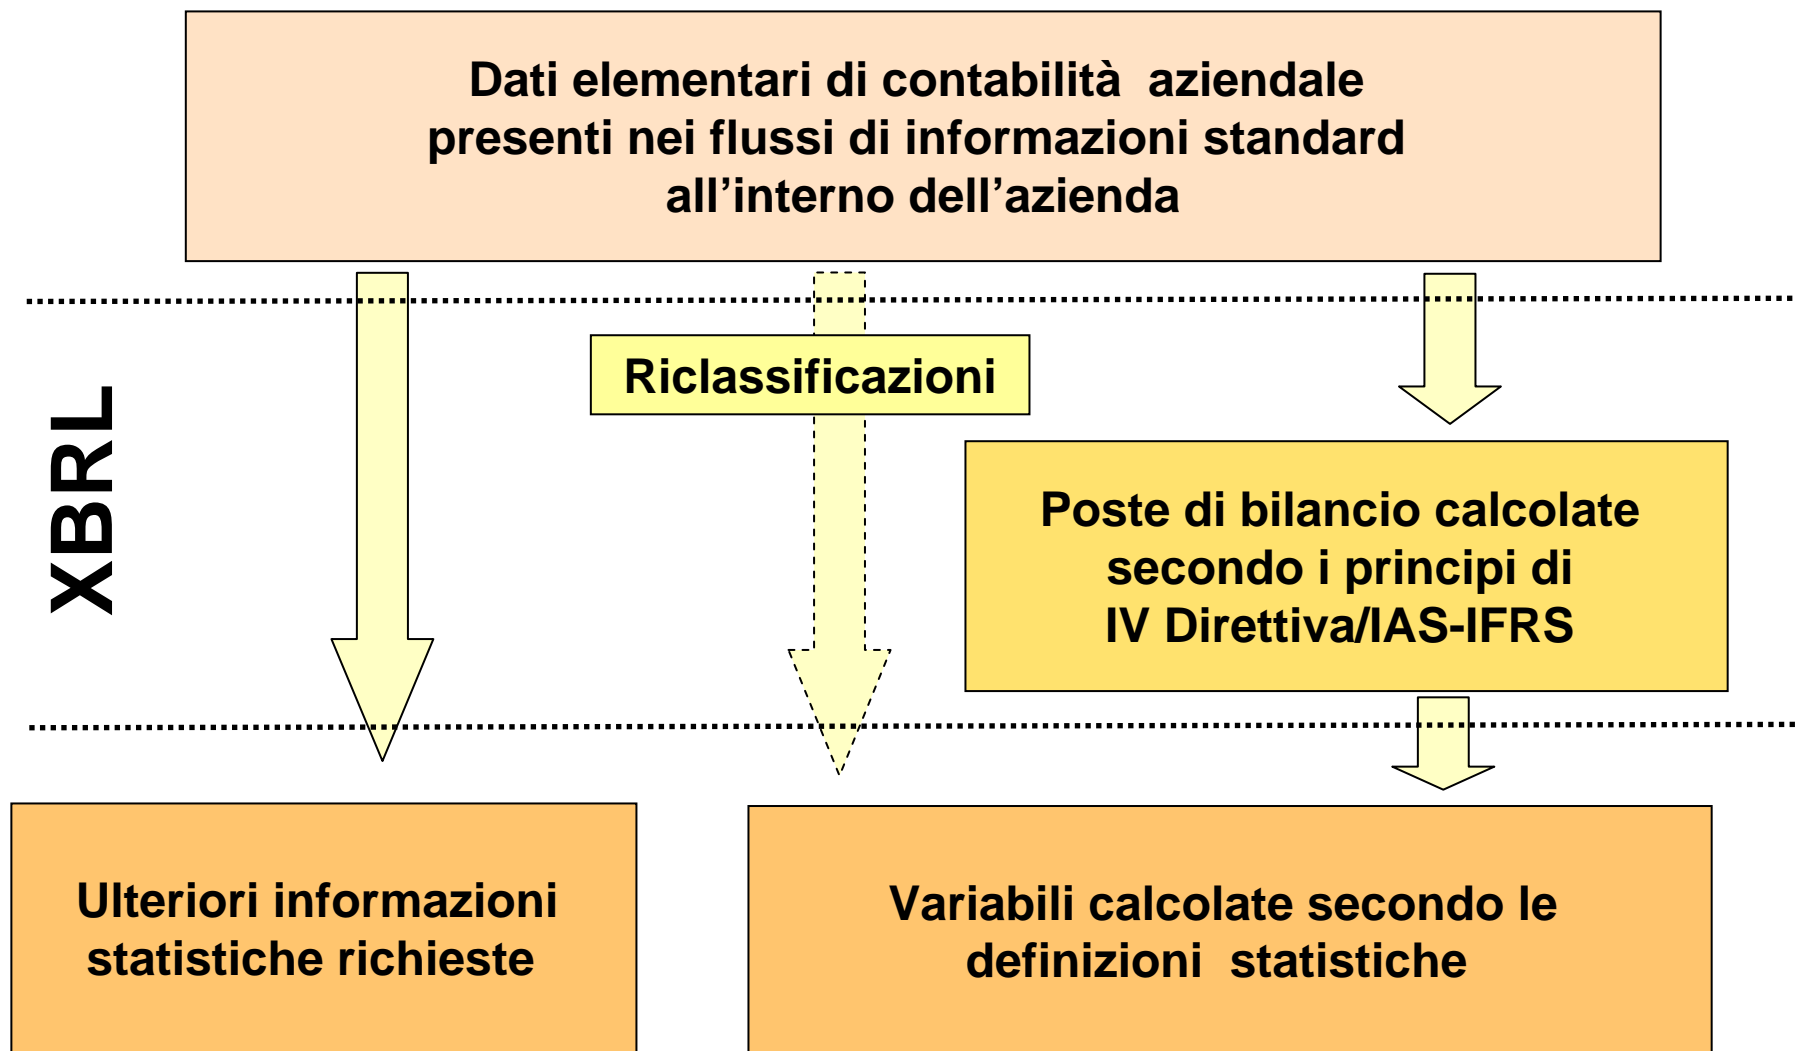 Dati elementari di contabilità aziendale
presenti nei flussi di informazioni standard
all’interno dell’azienda
Riclassificazioni
XBRL
Poste di bilancio calcolate
secondo i principi di
IV Direttiva/IAS-IFRS
Ulteriori informazioni
statistiche richieste
Variabili calcolate secondo le
definizioni statistiche